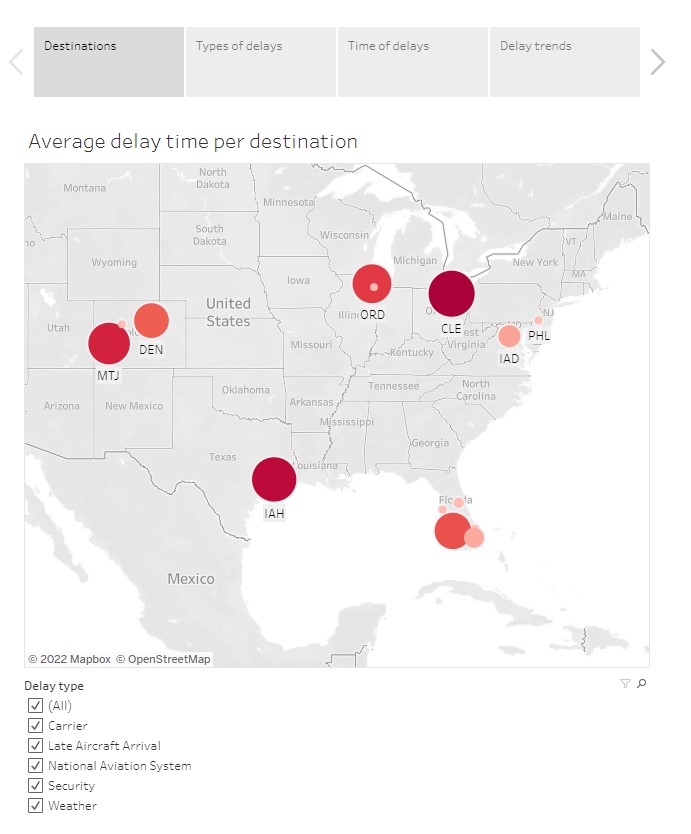 Destinations
Types of delays
Time of delays
Delay trends
Average delay time per destination
Montana
North
Dakota
Minnesota
Maine
South
Dakota
Wisconsin
Michigan
VT
New York
MA
Wyoming
Iowa
United
States
Utah
NJ
ORD
CLE
PHL
DEN
Missouri
Virginia
IAD
Kentucky
MTJ
Oklahoma
Tennessee
North
Carolina
Arizona
New Mexico
Arkansas
Mississippi
Georgia
Texas
IAH
Mexico
© 2022 Mapbox © OpenStreetMap
Delay type
(All)
Carrier
Late Aircraft Arrival
National Aviation System
Security
Weather